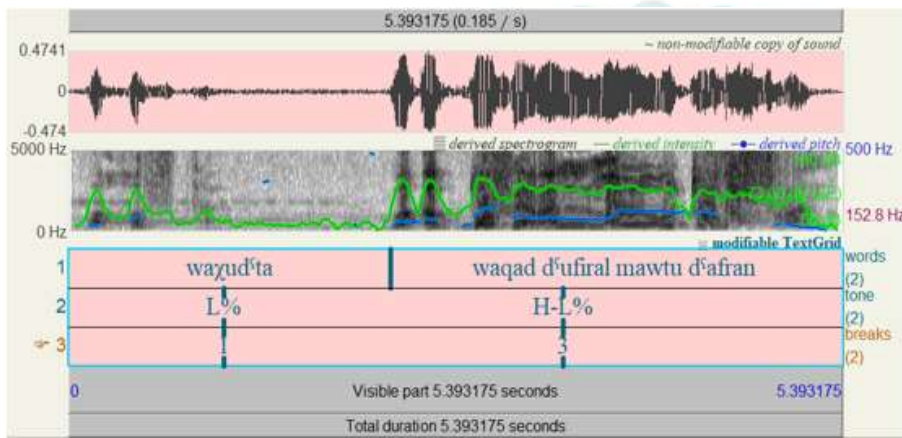 5.393175 (0.185 / s)
0.4741
~ non-modifiable copy of sound
0
-0.474
5000 Hz
derived spectrogram
derived intensity
derived pitch
500 Hz
152.8 Hz
0 Hz
modifiable TextGrid
1
waχudˤta
waqad dˤufiral mawtu dˤafran
words
(2)
2
L%
H-L%
tone
(2)
3
1
3
breaks
(2)
0
Visible part 5.393175 seconds
5.393175
Total duration 5.393175 seconds